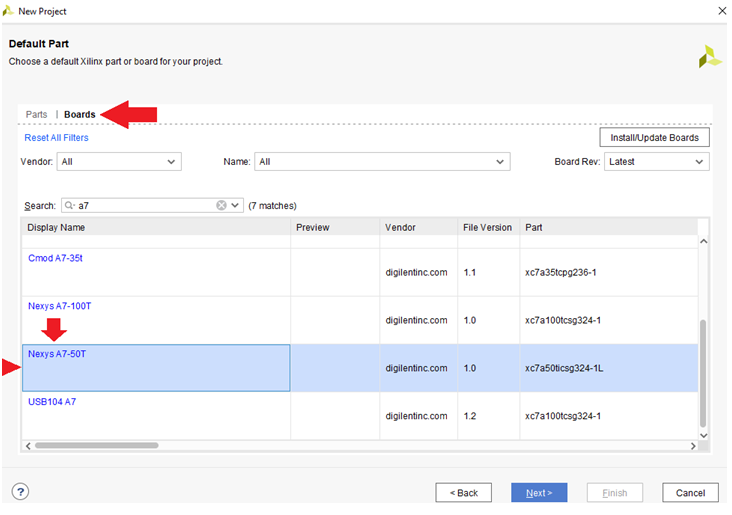 New Project
Default Part
Choose a default Xilinx part or board for your project.
Parts | Boards
Reset All Filters
Install/Update Boards
Vendor: All Name: All Board Rev: Latest
Search: a7 (7 matches)
Display Name Preview Vendor File Version Part
Cmod A7-35t digilentinc.com 1.1 xc7a35tcpg236-1
Nexys A7-100T digilentinc.com 1.0 xc7a100tcsg324-1
Nexys A7-50T digilentinc.com 1.0 xc7a50ticsg324-1L
USB104 A7 digilentinc.com 1.2 xc7a100tcsg324-1
? < Back Next > Finish Cancel